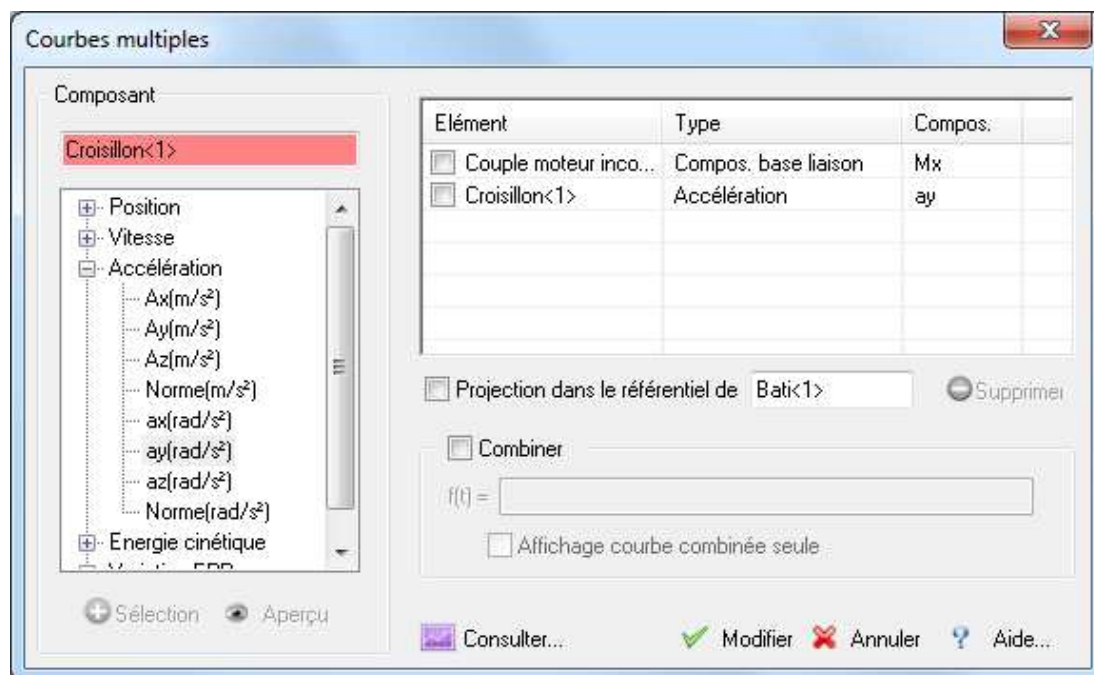 Courbes multiples
Composant
Croisillon<1>
Position
Vitesse
Accélération
Ax(m/s²)
Ay(m/s²)
Az(m/s²)
Norme(m/s²)
ax(rad/s²)
ay(rad/s²)
az(rad/s²)
Norme(rad/s²)
Energie cinétique
Sélection Aperçu
Elément Type Compos.
Couple moteur inco... Compos. base liaison Mx
Croisillon<1> Accélération ay
Projection dans le référentiel de Bati<1> Supprimer
Combiner
f(t) =
Affichage courbe combinée seule
Consulter... Modifier Annuler Aide...